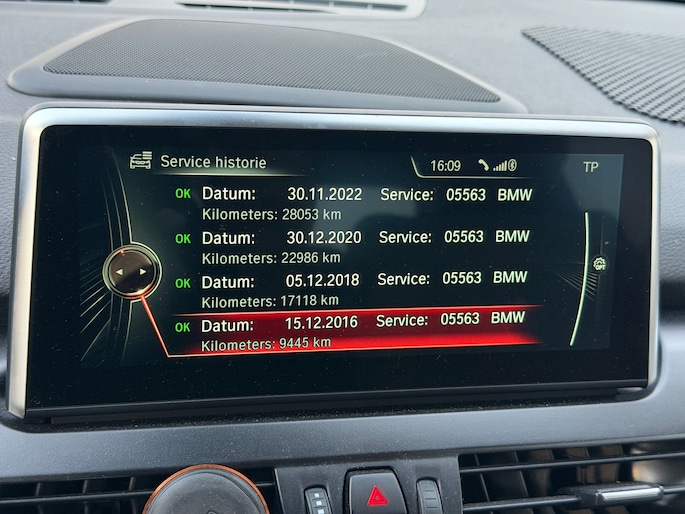 Service historie 16:09 TP
OK Datum: 30.11.2022 Service: 05563 BMW
Kilometers: 28053 km
OK Datum: 30.12.2020 Service: 05563 BMW
Kilometers: 22986 km
OK Datum: 05.12.2018 Service: 05563 BMW
Kilometers: 17118 km
OK Datum: 15.12.2016 Service: 05563 BMW
Kilometers: 9445 km
OFF